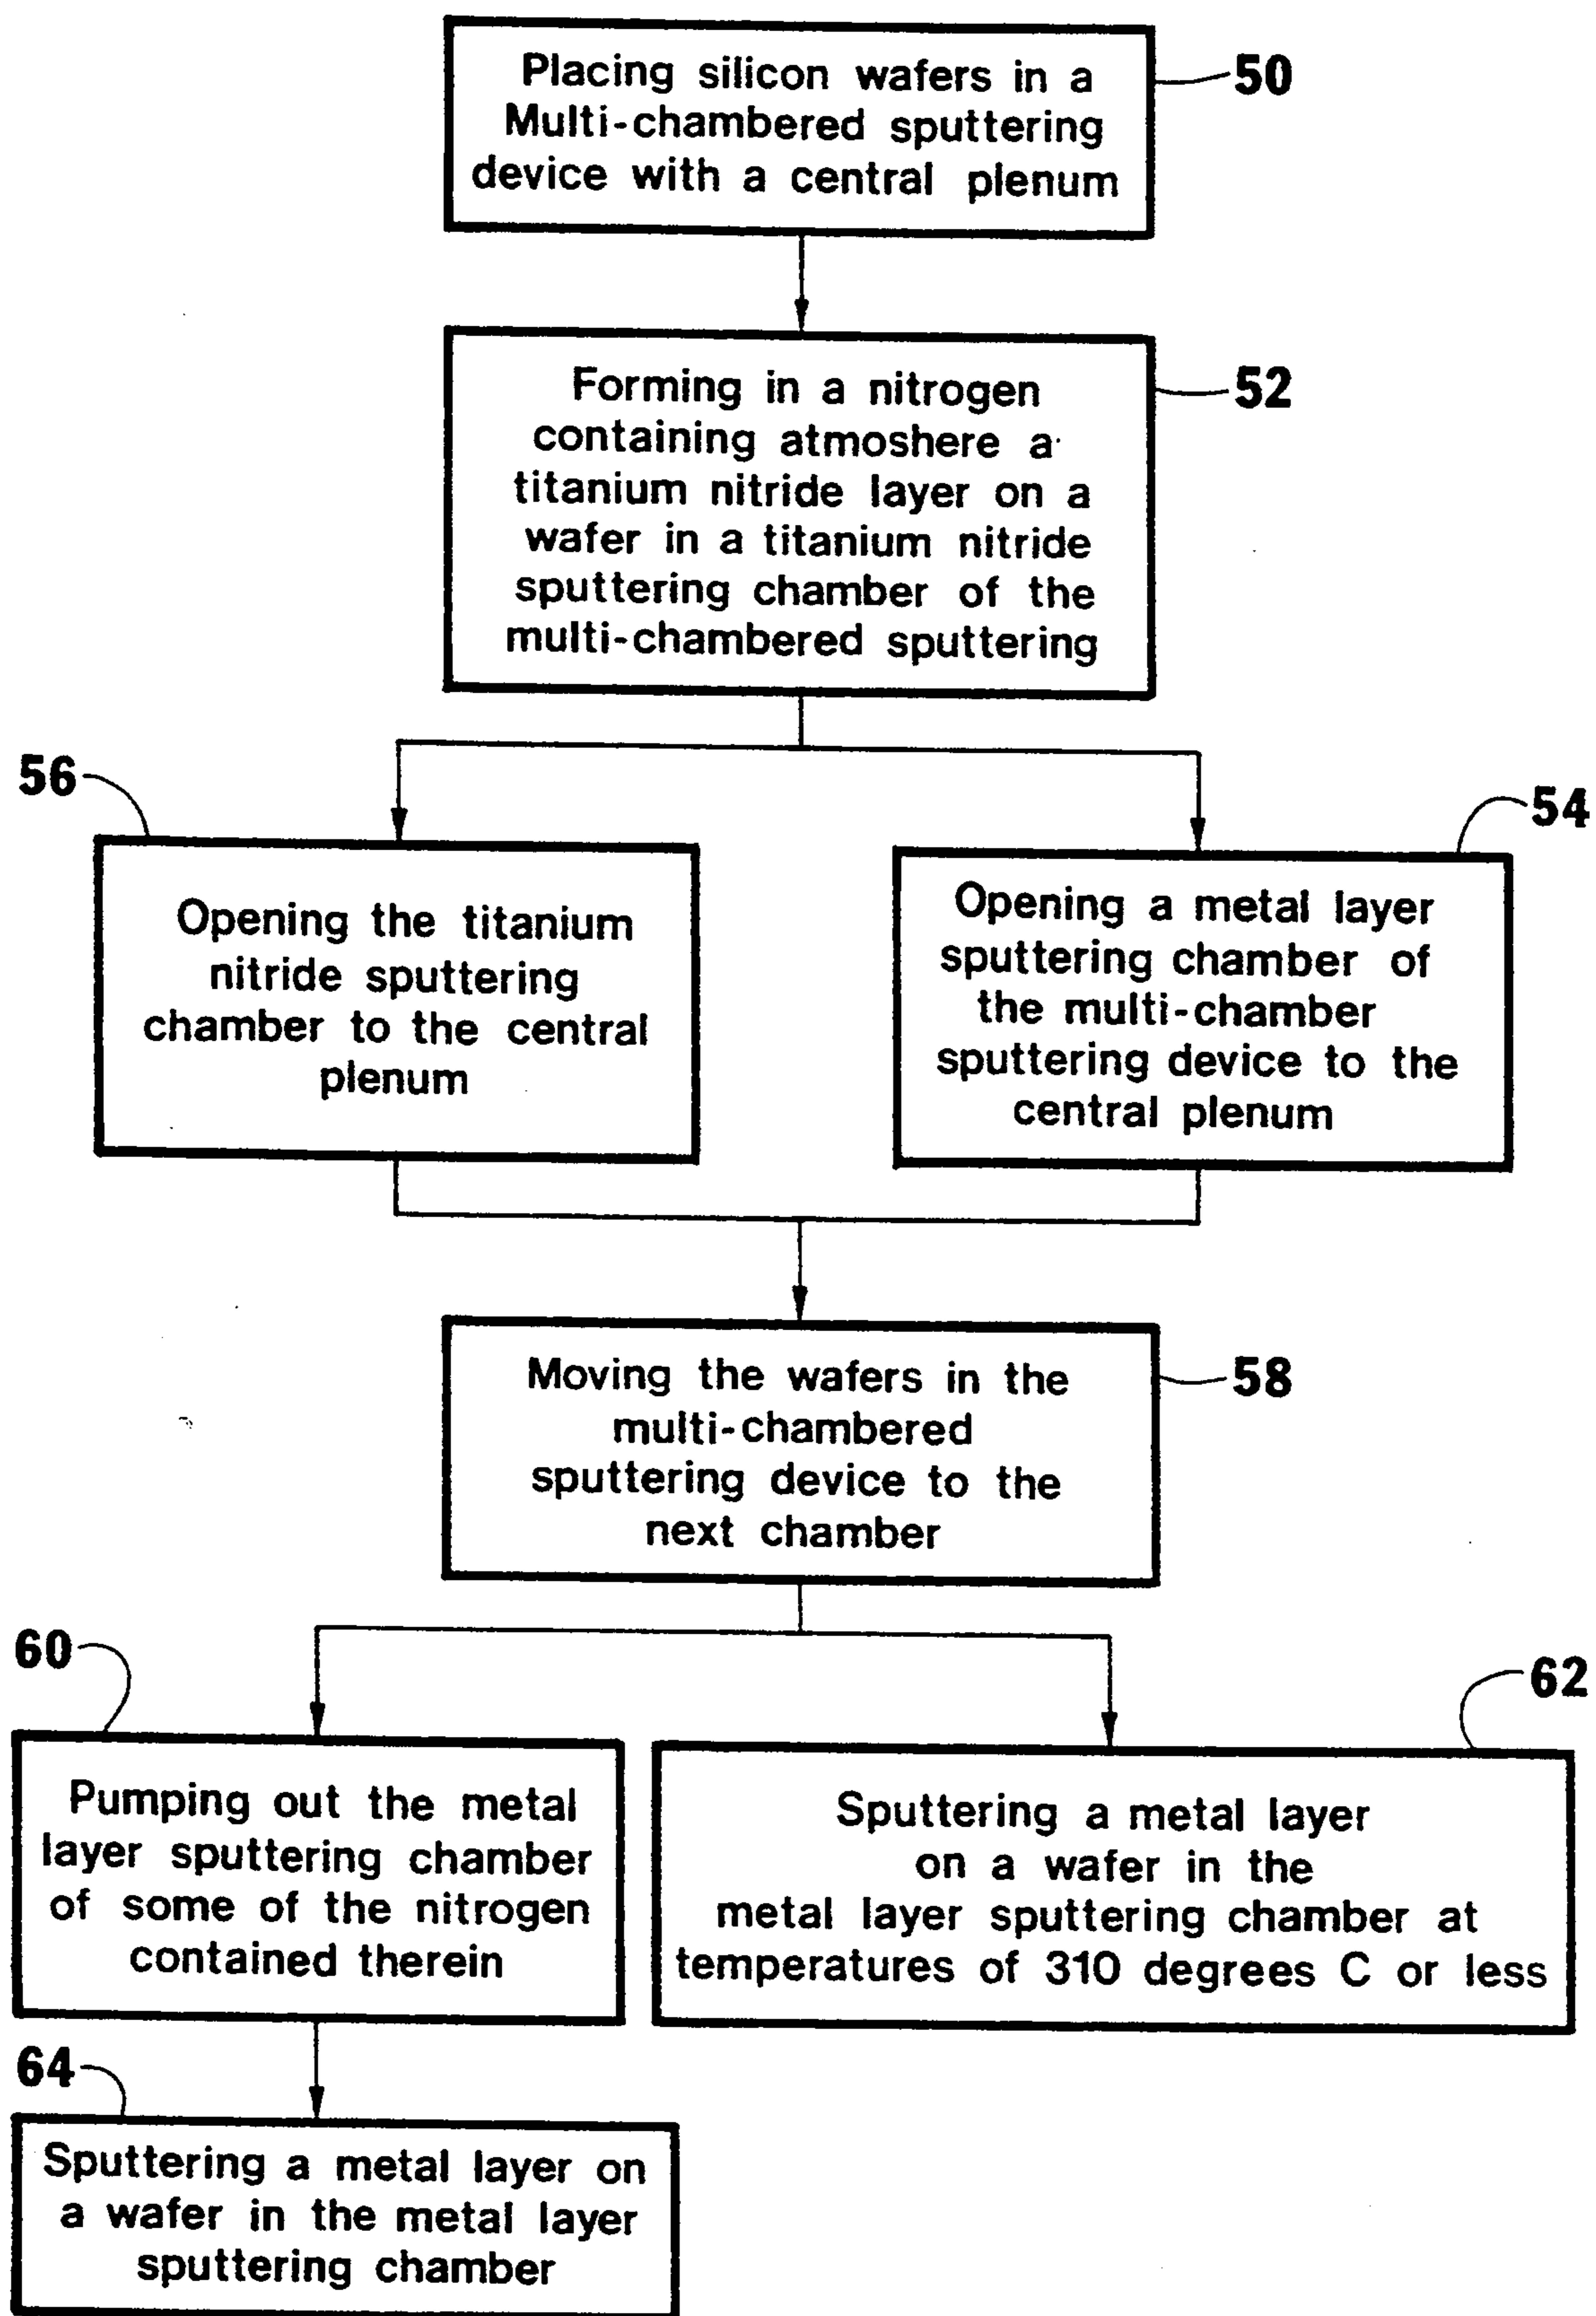 Placing silicon wafers in a
Multi-chambered sputtering
device with a central plenum
50
Forming in a nitrogen
containing atmoshere a
titanium nitride layer on a
wafer in a titanium nitride
sputtering chamber of the
multi-chambered sputtering
52
56
Opening the titanium
nitride sputtering
chamber to the central
plenum
54
Opening a metal layer
sputtering chamber of
the multi-chamber
sputtering device to the
central plenum
Moving the wafers in the
multi-chambered
sputtering device to the
next chamber
58
60
Pumping out the metal
layer sputtering chamber
of some of the nitrogen
contained therein
62
Sputtering a metal layer
on a wafer in the
metal layer sputtering chamber at
temperatures of 310 degrees C or less
64
Sputtering a metal layer on
a wafer in the metal layer
sputtering chamber